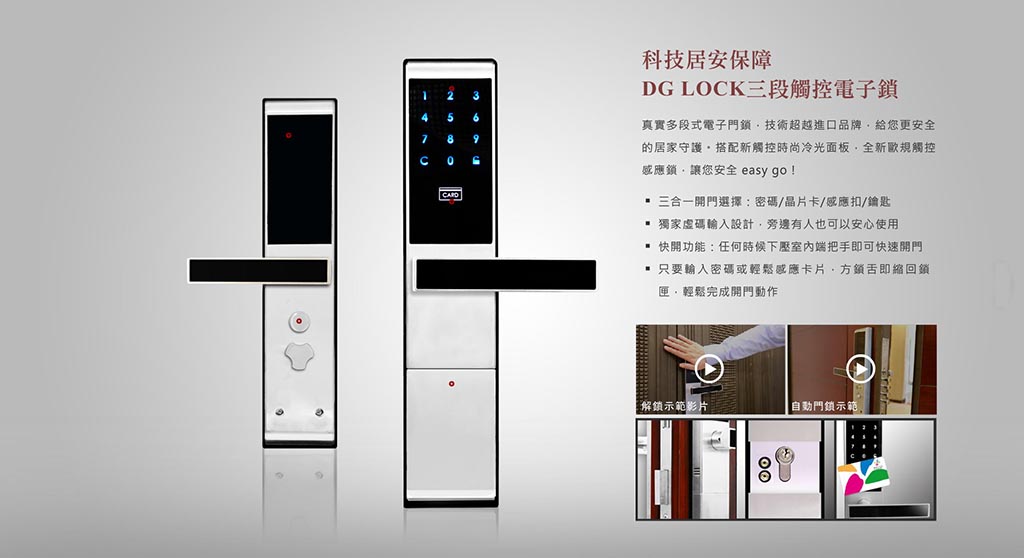 科技居安保障
DG LOCK三段觸控電子鎖
真實多段式電子門鎖，技術超越進口品牌，給您更安全
的居家守護。搭配新觸控時尚冷光面板，全新歐規觸控
感應鎖，讓您安全 easy go！
▪ 三合一開門選擇：密碼/晶片卡/感應扣/鑰匙
▪ 獨家虛碼輸入設計，旁邊有人也可以安心使用
▪ 快開功能：任何時候下壓室內端把手即可快速開門
▪ 只要輸入密碼或輕鬆感應卡片，方鎖舌即縮回鎖
匣，輕鬆完成開門動作
1 2 3
4 5 6
7 8 9
C 0
CARD
解鎖示範影片
自動門鎖示範